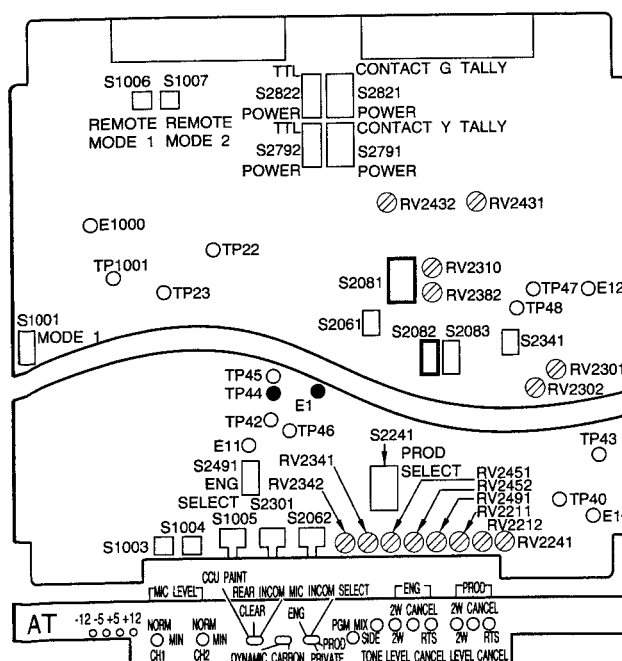 S1006 S1007
TTL CONTACT G TALLY
S2822 S2821
POWER POWER
REMOTE REMOTE
MODE 1 MODE 2
TTL CONTACT Y TALLY
S2792 S2791
POWER POWER
RV2432 RV2431
E1000
TP22
TP1001
TP23
S2081
RV2310
RV2382
TP47 E12
TP48
S1001
MODE 1
S2061
S2082 S2083
S2341
RV2301
RV2302
TP45
TP44
E1
TP42
TP46
E11
TP43
S2241
PROD
SELECT
S2491
ENG
SELECT
RV2341
RV2342
RV2451
RV2452
RV2491
RV2211
RV2212
RV2241
TP40
E14
S2301
S1003 S1004 S1005 S2062
CCU PAINT
MIC LEVEL REAR INCOM MIC INCOM SELECT ENG PROD
CLEAR ENG 2W CANCEL 2W CANCEL
AT -12 -5 +5 +12 NORM MIN NORM MIN PGM MIX SIDE 2W RTS 2W RTS
CH1 CH2 DYNAMIC CARBON PROD PRIVATE TONE LEVEL CANCEL LEVEL CANCEL